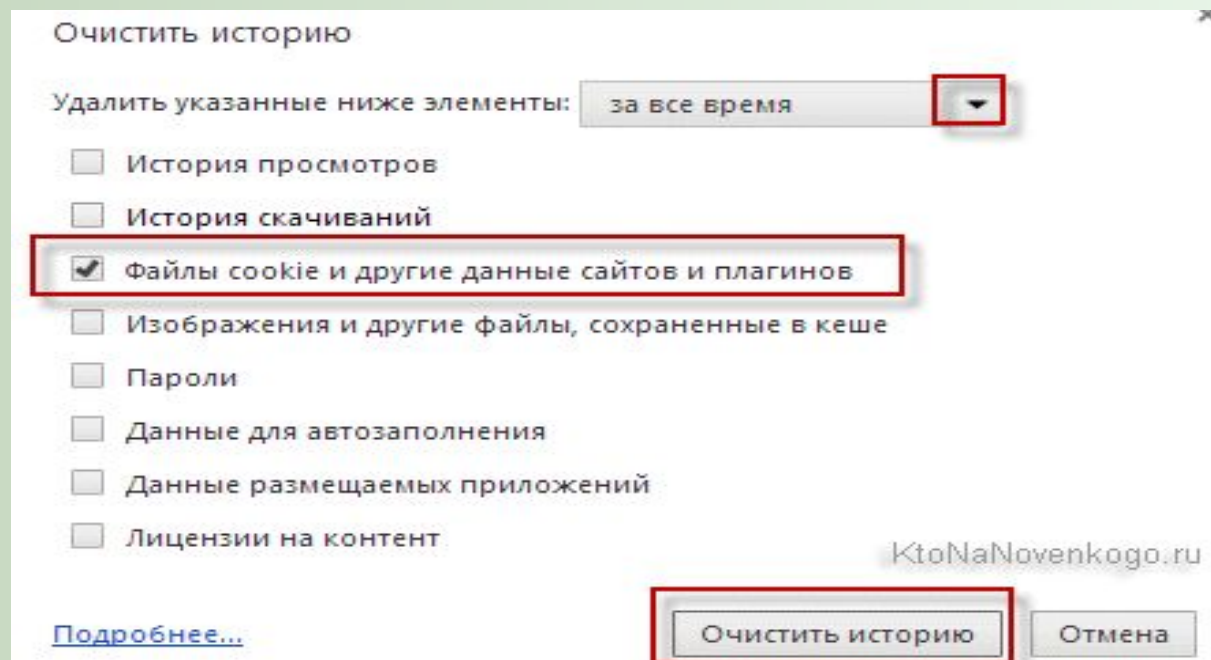 Очистить историю
Удалить указанные ниже элементы: за все время
История просмотров
История скачиваний
Файлы cookie и другие данные сайтов и плагинов
Изображения и другие файлы, сохраненные в кеше
Пароли
Данные для автозаполнения
Данные размещаемых приложений
Лицензии на контент
KtoNaNovenkogo.ru
Подробнее... Очистить историю Отмена